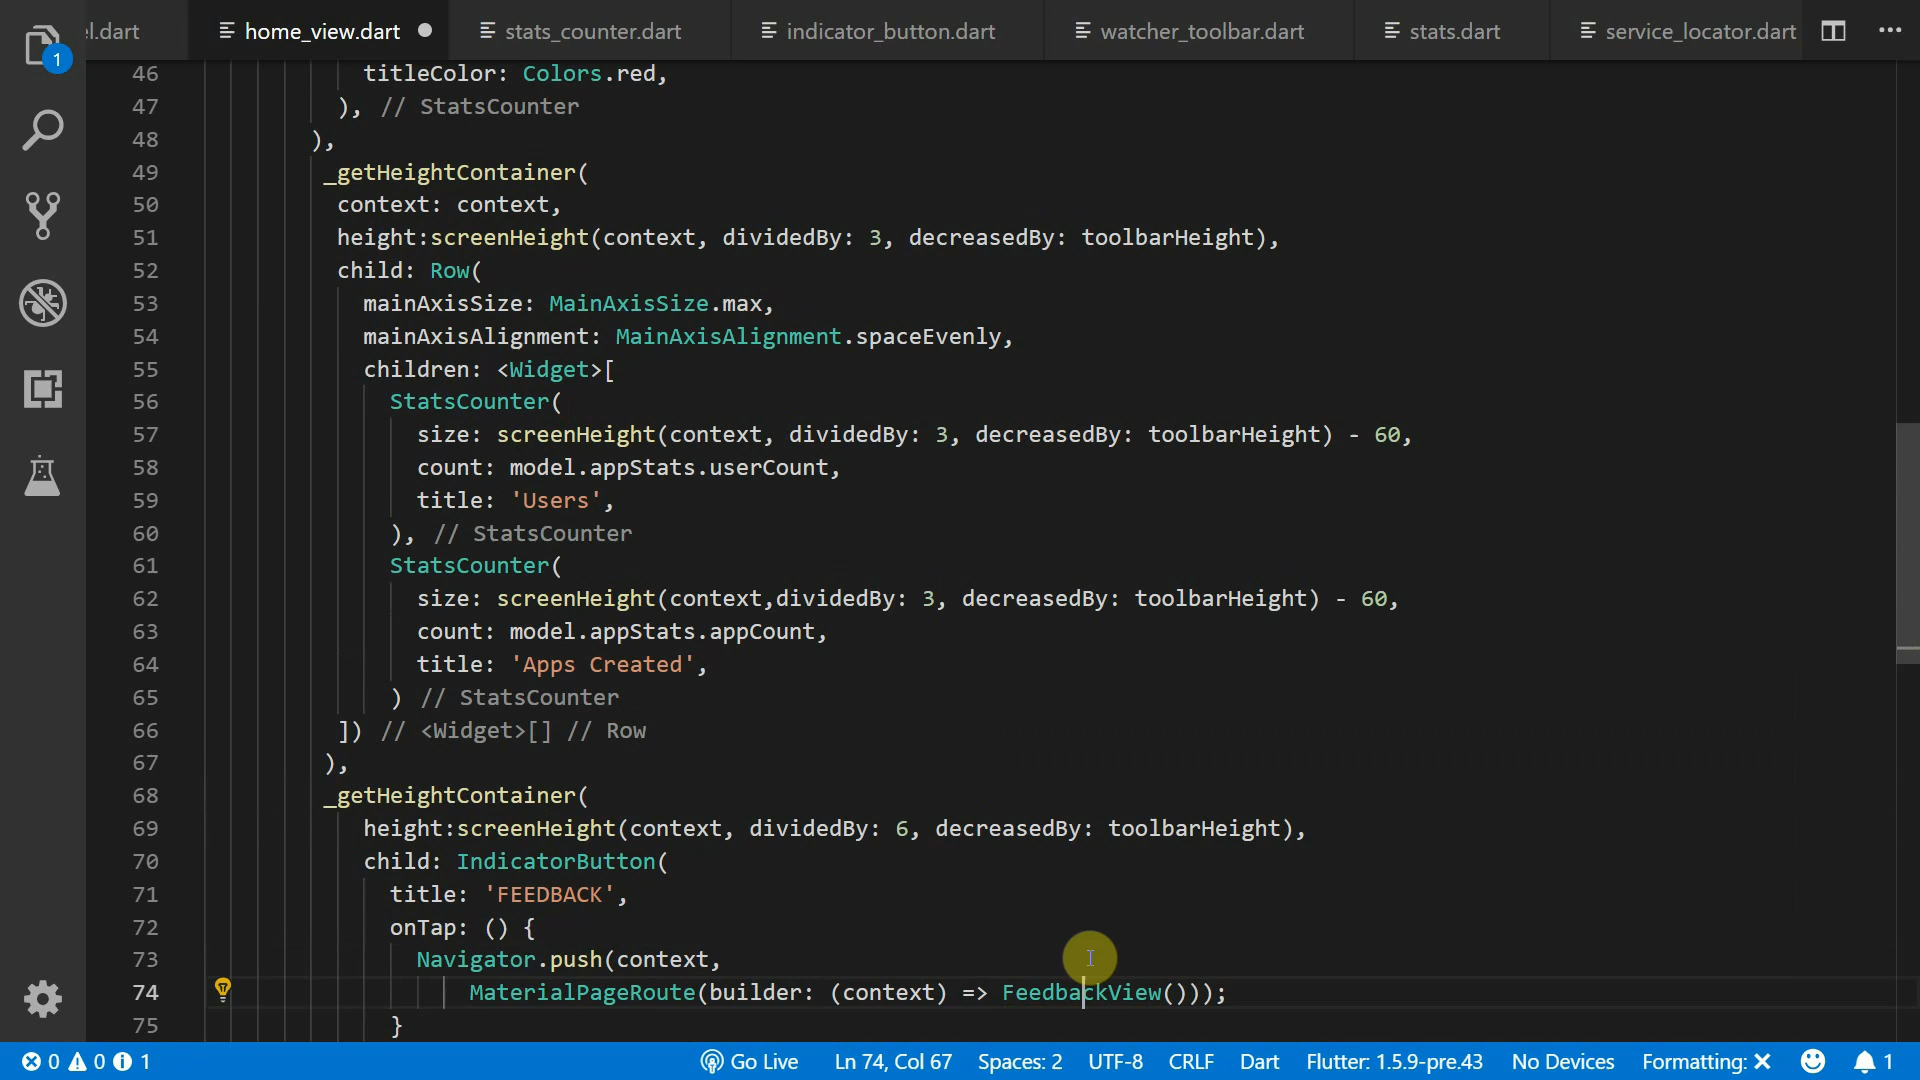 el.dart home_view.dart stats_counter.dart indicator_button.dart watcher_toolbar.dart stats.dart service_locator.dart
1
46 titleColor: Colors.red,
47 ), // StatsCounter
48 ),
49 _getHeightContainer(
50 context: context,
51 height:screenHeight(context, dividedBy: 3, decreasedBy: toolbarHeight),
52 child: Row(
53 mainAxisSize: MainAxisSize.max,
54 mainAxisAlignment: MainAxisAlignment.spaceEvenly,
55 children: <Widget>[
56 StatsCounter(
57 size: screenHeight(context, dividedBy: 3, decreasedBy: toolbarHeight) - 60,
58 count: model.appStats.userCount,
59 title: 'Users',
60 ), // StatsCounter
61 StatsCounter(
62 size: screenHeight(context,dividedBy: 3, decreasedBy: toolbarHeight) - 60,
63 count: model.appStats.appCount,
64 title: 'Apps Created',
65 ) // StatsCounter
66 ]) // <Widget>[] // Row
67 ),
68 _getHeightContainer(
69 height:screenHeight(context, dividedBy: 6, decreasedBy: toolbarHeight),
70 child: IndicatorButton(
71 title: 'FEEDBACK',
72 onTap: () {
73 Navigator.push(context,
74 MaterialPageRoute(builder: (context) => FeedbackView()));
75 }
0 0 1 Go Live Ln 74, Col 67 Spaces: 2 UTF-8 CRLF Dart Flutter: 1.5.9-pre.43 No Devices Formatting: ✕ 1